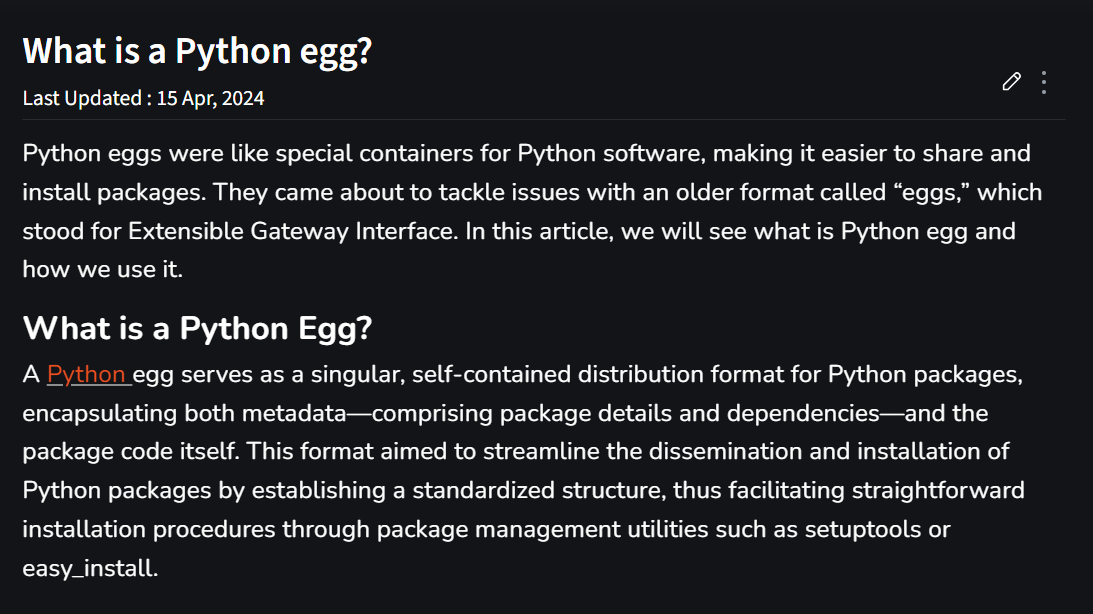 What is a Python egg?
Last Updated : 15 Apr, 2024
Python eggs were like special containers for Python software, making it easier to share and
install packages. They came about to tackle issues with an older format called “eggs,” which
stood for Extensible Gateway Interface. In this article, we will see what is Python egg and
how we use it.
What is a Python Egg?
A Python egg serves as a singular, self-contained distribution format for Python packages,
encapsulating both metadata—comprising package details and dependencies—and the
package code itself. This format aimed to streamline the dissemination and installation of
Python packages by establishing a standardized structure, thus facilitating straightforward
installation procedures through package management utilities such as setuptools or
easy_install.